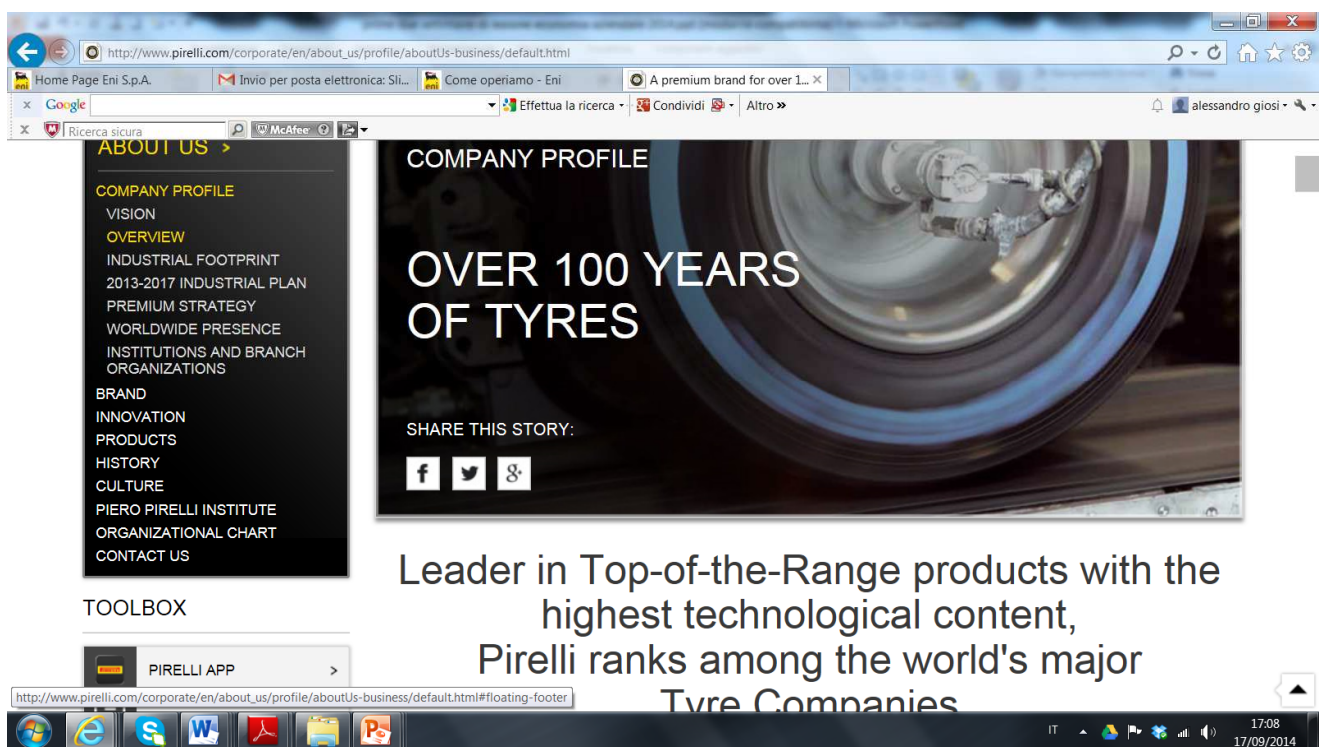 http://www.pirelli.com/corporate/en/about_us/profile/aboutUs-business/default.html
Home Page Eni S.p.A.
Invio per posta elettronica: Sli...
Come operiamo - Eni
A premium brand for over 1...
x Google
Effettua la ricerca
Condividi
Altro »
alessandro giosi
x Ricerca sicura
McAfee
ABOUT US >
COMPANY PROFILE
VISION
OVERVIEW
INDUSTRIAL FOOTPRINT
2013-2017 INDUSTRIAL PLAN
PREMIUM STRATEGY
WORLDWIDE PRESENCE
INSTITUTIONS AND BRANCH
ORGANIZATIONS
BRAND
INNOVATION
PRODUCTS
HISTORY
CULTURE
PIERO PIRELLI INSTITUTE
ORGANIZATIONAL CHART
CONTACT US
TOOLBOX
PIRELLI APP >
COMPANY PROFILE
OVER 100 YEARS
OF TYRES
SHARE THIS STORY:
Leader in Top-of-the-Range products with the
highest technological content,
Pirelli ranks among the world's major
Tyre Companies
http://www.pirelli.com/corporate/en/about_us/profile/aboutUs-business/default.html#floating-footer
IT
17:08
17/09/2014